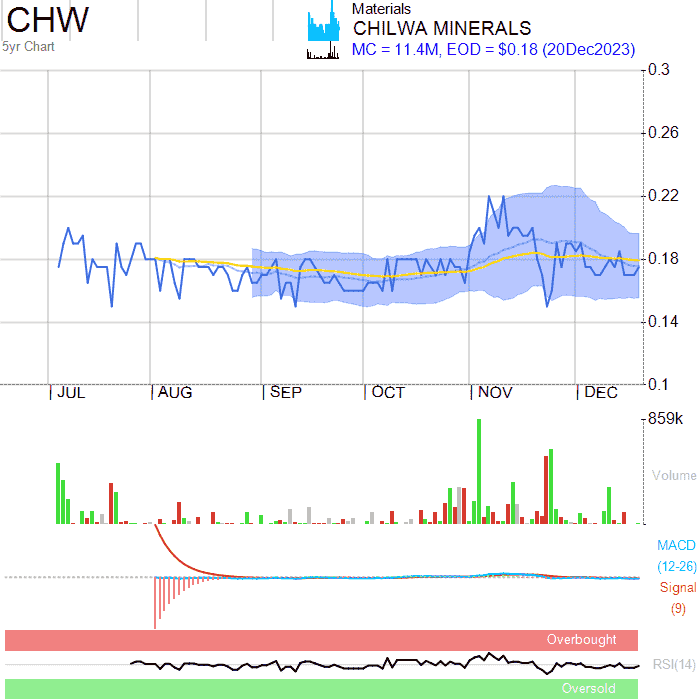 CHW
5yr Chart
Materials
CHILWA MINERALS
MC = 11.4M, EOD = $0.18 (20Dec2023)
0.3
0.26
0.22
0.18
0.14
0.1
JUL AUG SEP OCT NOV DEC
859k
Volume
MACD
(12-26)
Signal
(9)
Overbought
RSI(14)
Oversold